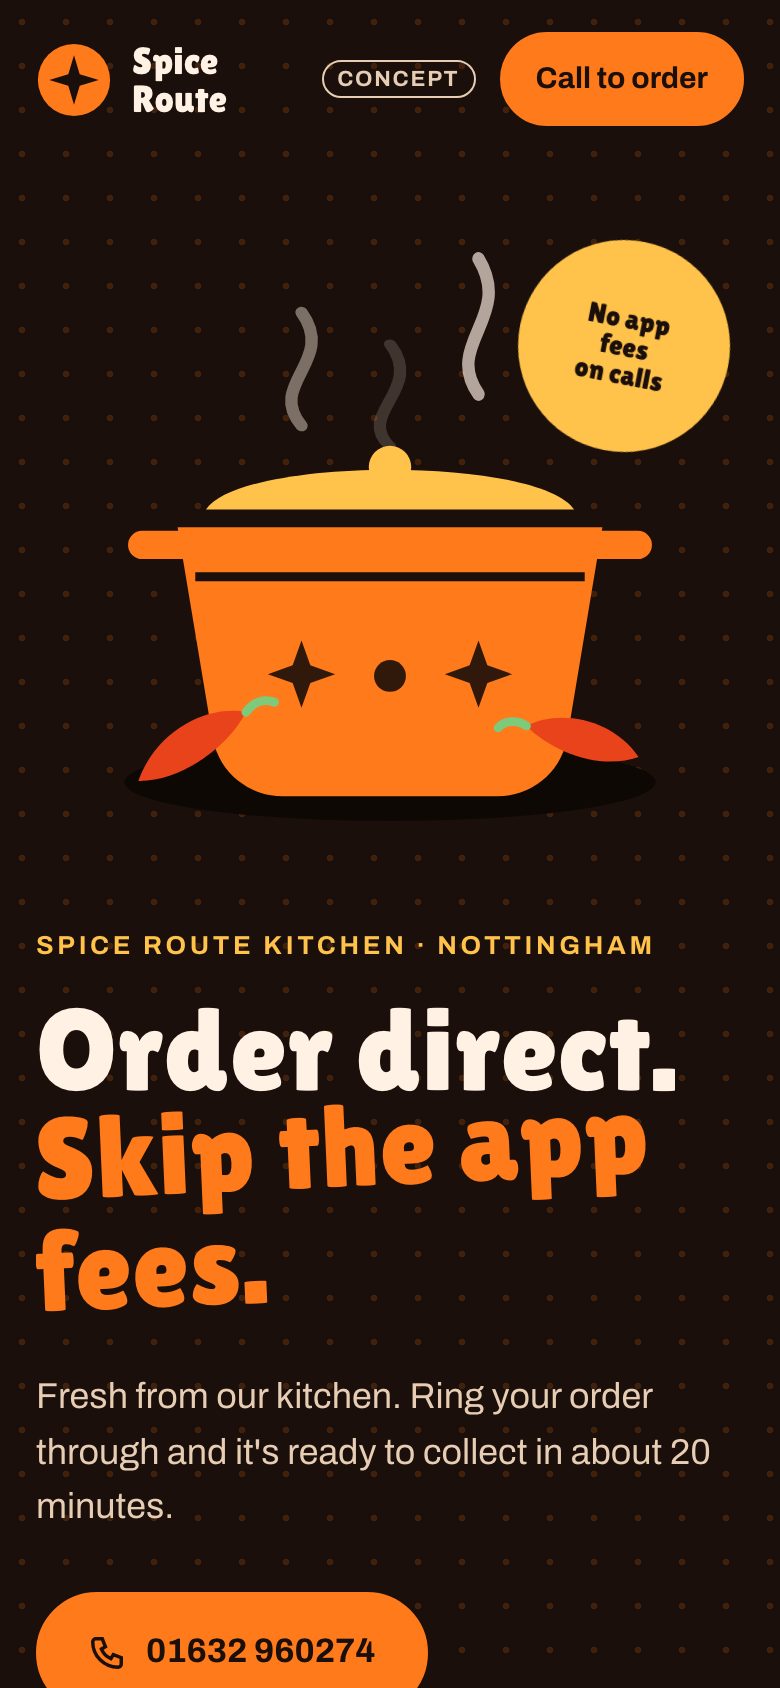 Spice
Route
CONCEPT
Call to order
No app
fees
on calls
SPICE ROUTE KITCHEN · NOTTINGHAM
Order direct.
Skip the app
fees.
Fresh from our kitchen. Ring your order
through and it's ready to collect in about 20
minutes.
01632 960274